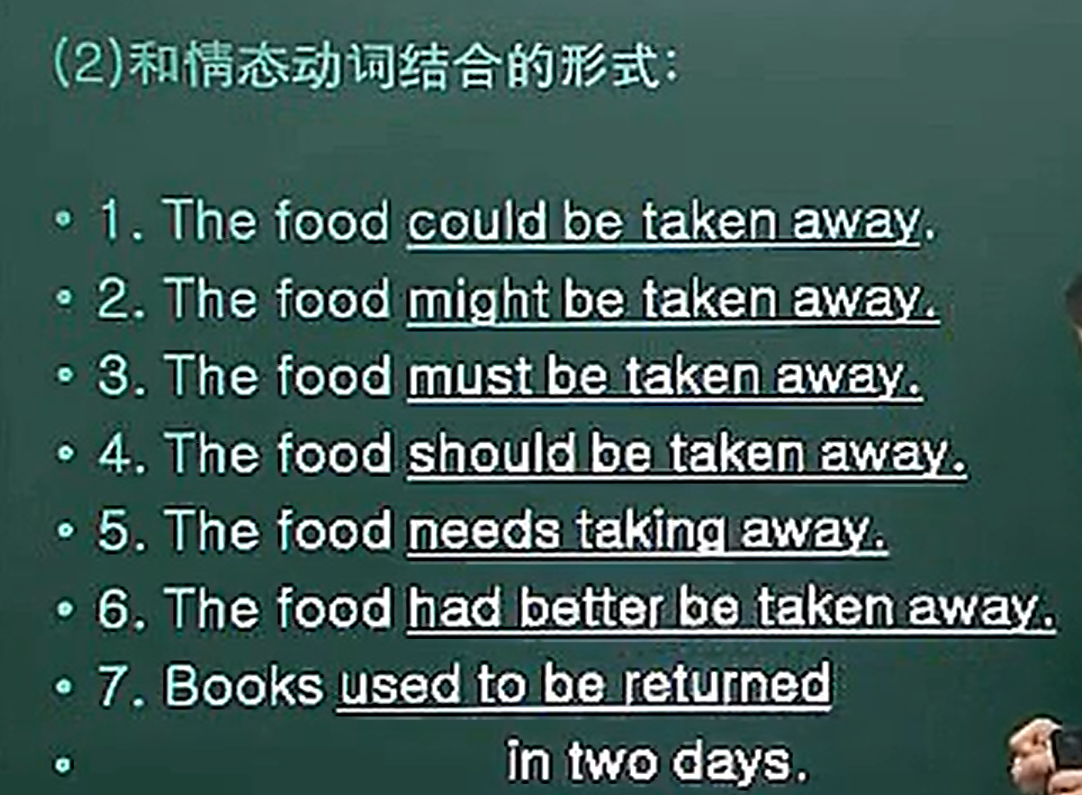 (2)和情态动词结合的形式:
• 1. The food could be taken away.
• 2. The food might be taken away.
• 3. The food must be taken away.
• 4. The food should be taken away.
• 5. The food needs taking away.
• 6. The food had better be taken away.
• 7. Books used to be returned
• in two days.